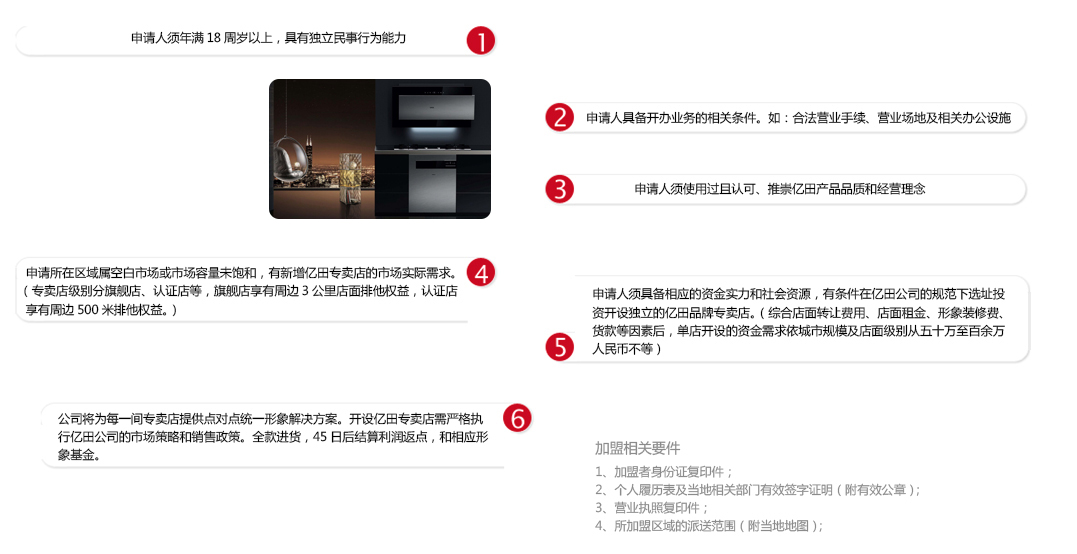 申请人须年满 18 周岁以上，具有独立民事行为能力
1
2
申请人具备开办业务的相关条件。如：合法营业手续、营业场地及相关办公设施
3
申请人须使用过且认可、推崇亿田产品品质和经营理念
申请所在区域属空白市场或市场容量未饱和，有新增亿田专卖店的市场实际需求。
（专卖店级别分旗舰店、认证店等，旗舰店享有周边 3 公里店面排他权益，认证店
享有周边 500 米排他权益。）
4
申请人须具备相应的资金实力和社会资源，有条件在亿田公司的规范下选址投
资开设独立的亿田品牌专卖店。（综合店面转让费用、店面租金、形象装修费、
货款等因素后，单店开设的资金需求依城市规模及店面级别从五十万至百余万
人民币不等）
5
公司将为每一间专卖店提供点对点统一形象解决方案。开设亿田专卖店需严格执
行亿田公司的市场策略和销售政策。全款进货，45 日后结算利润返点，和相应形
象基金。
6
加盟相关要件
1、加盟者身份证复印件；
2、个人履历表及当地相关部门有效签字证明（附有效公章）；
3、营业执照复印件；
4、所加盟区域的派送范围（附当地地图）；